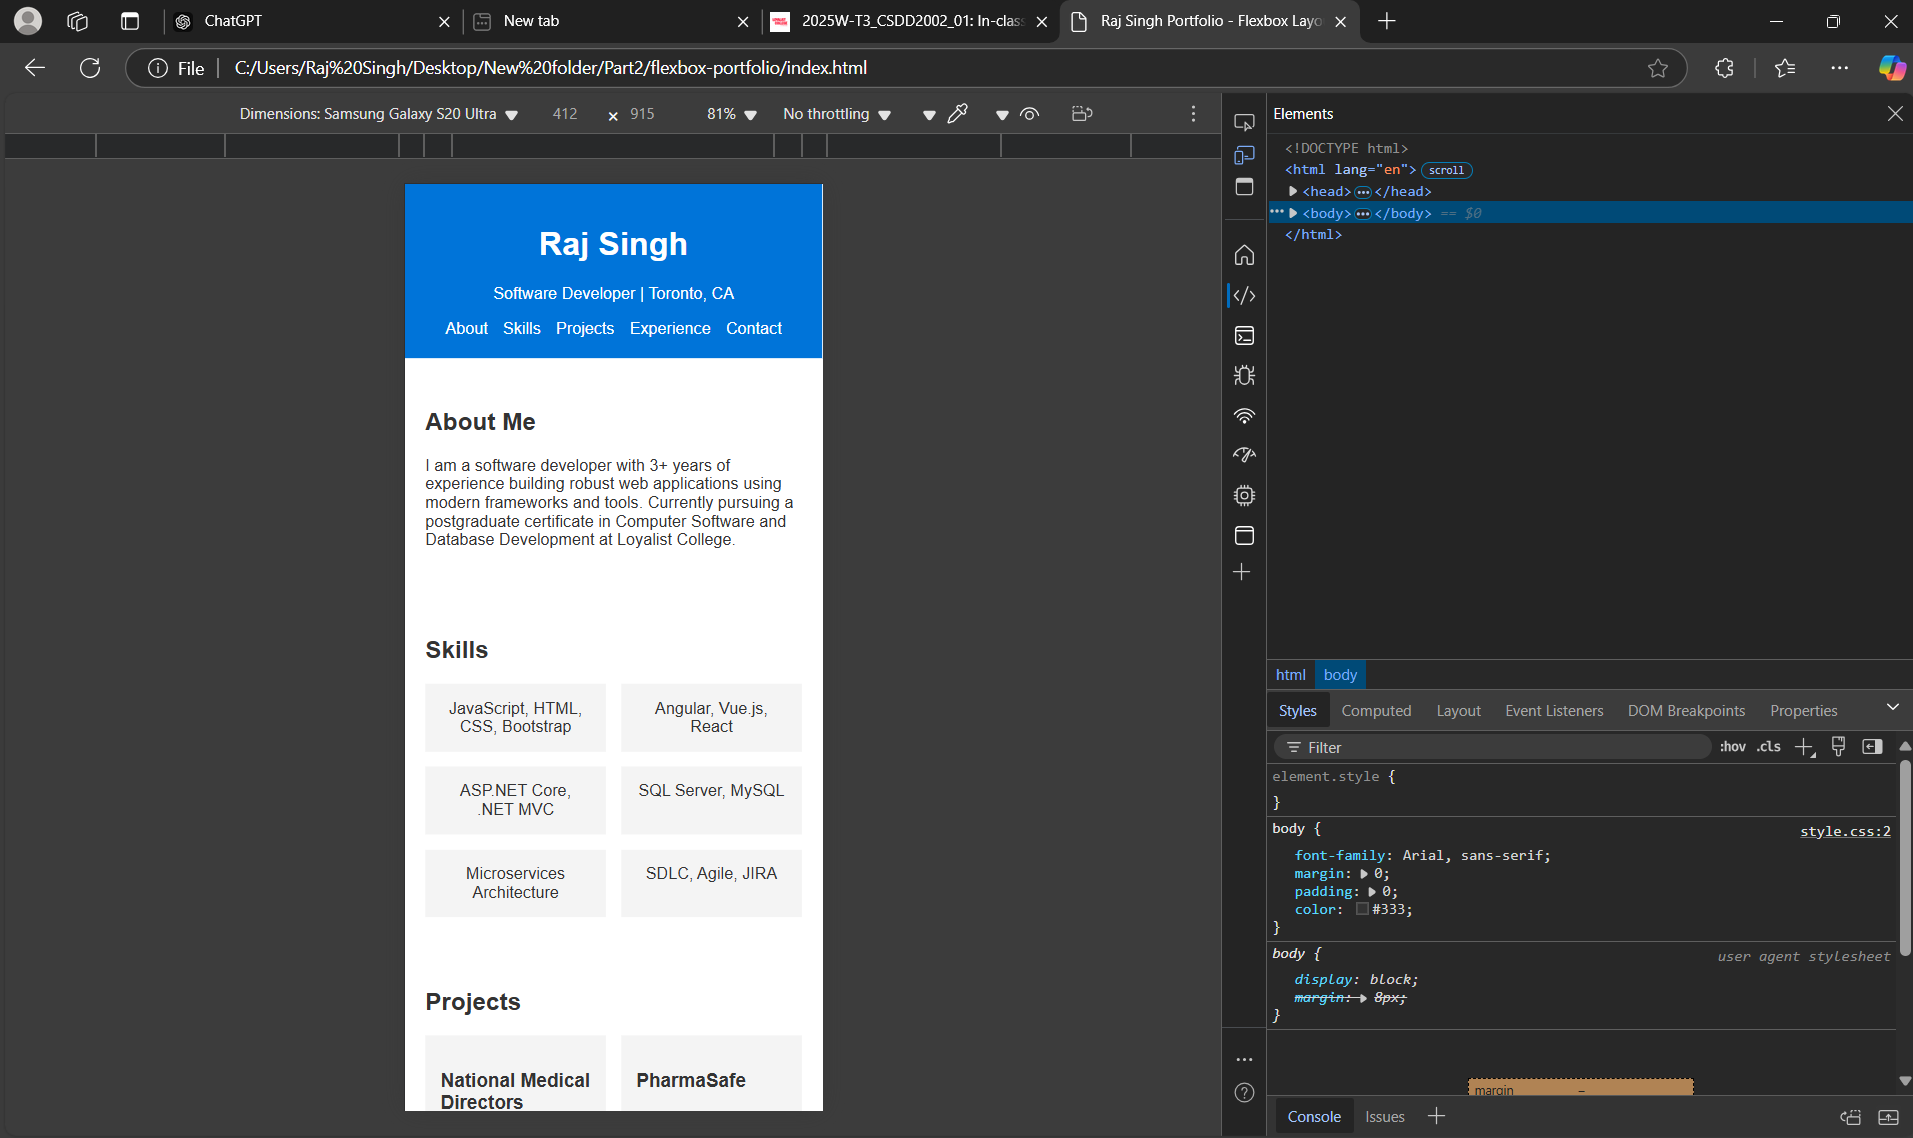 ChatGPT
New tab
2025W-T3_CSDD2002_01: In-clas
Raj Singh Portfolio - Flexbox Layo
File
C:/Users/Raj%20Singh/Desktop/New%20folder/Part2/flexbox-portfolio/index.html
Dimensions: Samsung Galaxy S20 Ultra
412 × 915
81%
No throttling
Raj Singh
Software Developer | Toronto, CA
About Skills Projects Experience Contact
About Me
I am a software developer with 3+ years of
experience building robust web applications using
modern frameworks and tools. Currently pursuing a
postgraduate certificate in Computer Software and
Database Development at Loyalist College.
Skills
JavaScript, HTML,
CSS, Bootstrap
Angular, Vue.js,
React
ASP.NET Core,
.NET MVC
SQL Server, MySQL
Microservices
Architecture
SDLC, Agile, JIRA
Projects
National Medical
Directors
PharmaSafe
Elements
<!DOCTYPE html>
<html lang="en"> scroll
<head> ••• </head>
••• <body> ••• </body> == $0
</html>
html body
Styles Computed Layout Event Listeners DOM Breakpoints Properties
Filter
:hov .cls
element.style {
}
body {
style.css:2
font-family: Arial, sans-serif;
margin: 0;
padding: 0;
color: #333;
}
body {
user agent stylesheet
display: block;
margin: 8px;
}
margin –
Console Issues